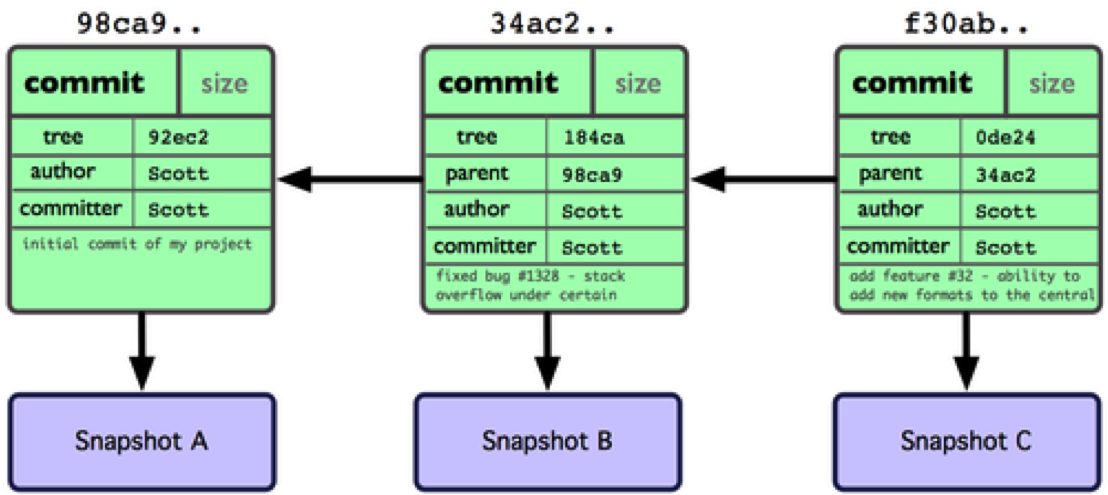 98ca9..
commit size
tree 92ec2
author Scott
committer Scott
initial commit of my project
Snapshot A
34ac2..
commit size
tree 184ca
parent 98ca9
author Scott
committer Scott
fixed bug #1328 - stack
overflow under certain
Snapshot B
f30ab..
commit size
tree 0de24
parent 34ac2
author Scott
committer Scott
add feature #32 - ability to
add new formats to the central
Snapshot C